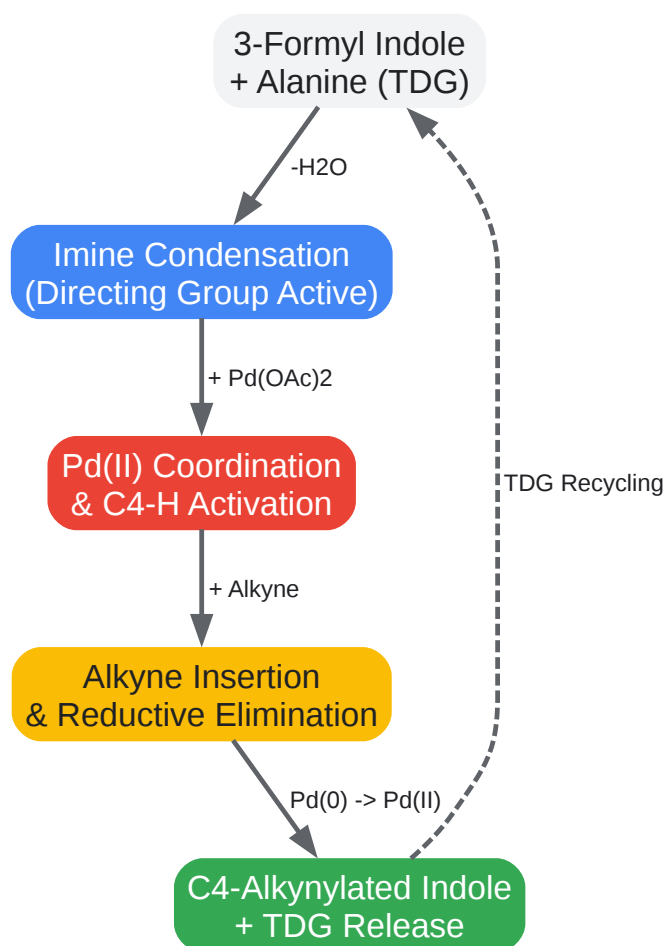 3-Formyl Indole
+ Alanine (TDG)
-H2O
Imine Condensation
(Directing Group Active)
+ Pd(OAc)2
Pd(II) Coordination
& C4-H Activation
TDG Recycling
+ Alkyne
Alkyne Insertion
& Reductive Elimination
Pd(0) -> Pd(II)
C4-Alkynylated Indole
+ TDG Release